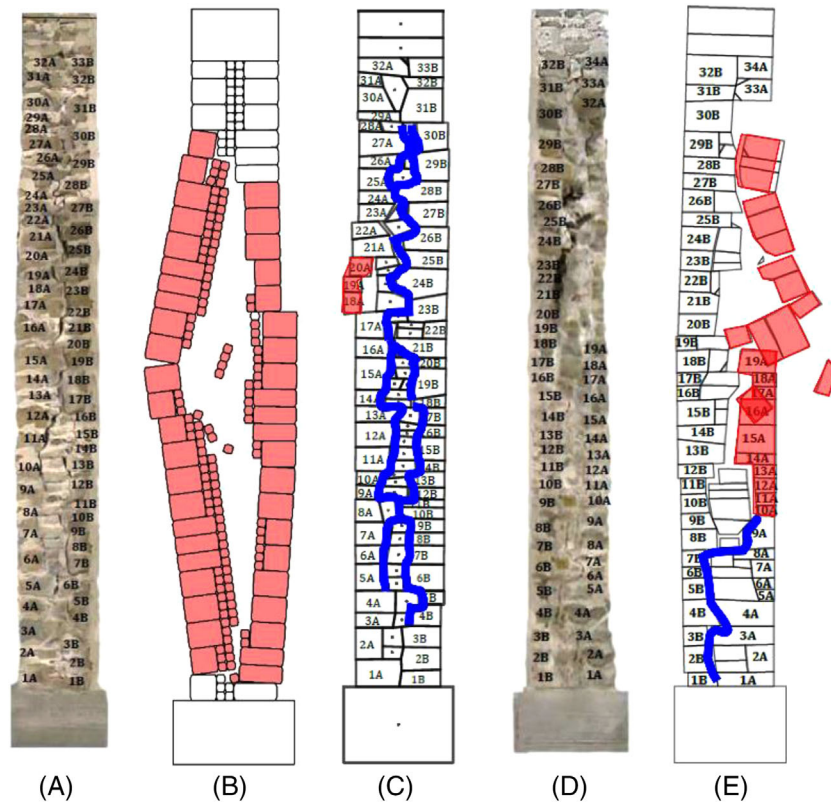 32A 33B
31A 32B
30A 31B
29A
28A 30B
27A
26A 29B
25A
28B
24A
23A 27B
22A
21A 26B
25B
20A
19A 24B
18A 23B
17A
22B
16A 21B
20B
15A 19B
14A 18B
13A 17B
12A 16B
11A 15B
14B
10A 13B
9A 12B
11B
8A 10B
7A 9B
8B
6A 7B
5A 6B
4A 5B
4B
3A 3B
2A 2B
1A 1B
(A)
(B)
32A 33B
31A 32B
30A 31B
29A
28A 30B
27A
26A 29B
25A
28B
24A
23A 27B
22A
21A 26B
25B
20A
19A 24B
18A
23B
17A 22B
16A 21B
20B
15A 19B
14A 18B
13A 7B
12A 16B
15B
11A 14B
10A 13B
9A 12B
11B
8A 10B
9B
7A 8B
6A 7B
5A 6B
4A 5B
4B
3A 3B
2A 2B
1A 1B
(C)
32B 34A
31B 33A
32A
30B
29B
28B
27B
26B
25B
24B
23B
22B
21B
20B
19B
18B 19A
17B 18A
16B 17A
15B 16A
14B 15A
13B 14A
12B 13A
11B 12A
10B 11A
9B 10A
8B 9A
7B 8A
7A
6B 6A
5B 5A
4B 4A
3B 3A
2B 2A
1B 1A
(D)
32B 34A
31B 33A
30B
29B
28B
27B
26B
25B
24B
23B
22B
21B
20B
19B
18B 19A
17B 18A
16B 17A
15B 16A
14B 15A
13B 14A
12B 13A
11B 12A
10B 11A
10A
9B 9A
8B
7B 8A
6B 7A
5B 6A
5A
4B 4A
3B 3A
2B 2A
1B 1A
(E)